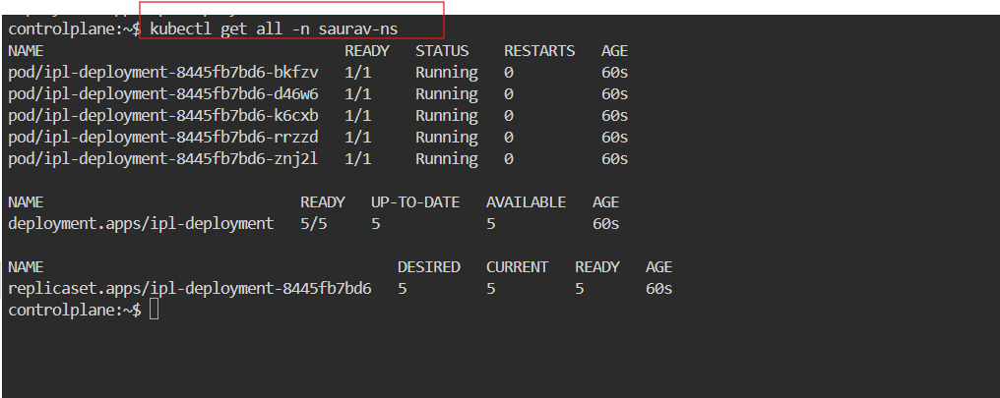 controlplane:~$ kubectl get all -n saurav-ns
NAME READY STATUS RESTARTS AGE
pod/ipl-deployment-8445fb7bd6-bkfzv 1/1 Running 0 60s
pod/ipl-deployment-8445fb7bd6-d46w6 1/1 Running 0 60s
pod/ipl-deployment-8445fb7bd6-k6cxb 1/1 Running 0 60s
pod/ipl-deployment-8445fb7bd6-rrzzd 1/1 Running 0 60s
pod/ipl-deployment-8445fb7bd6-znj2l 1/1 Running 0 60s
NAME READY UP-TO-DATE AVAILABLE AGE
deployment.apps/ipl-deployment 5/5 5 5 60s
NAME DESIRED CURRENT READY AGE
replicaset.apps/ipl-deployment-8445fb7bd6 5 5 5 60s
controlplane:~$